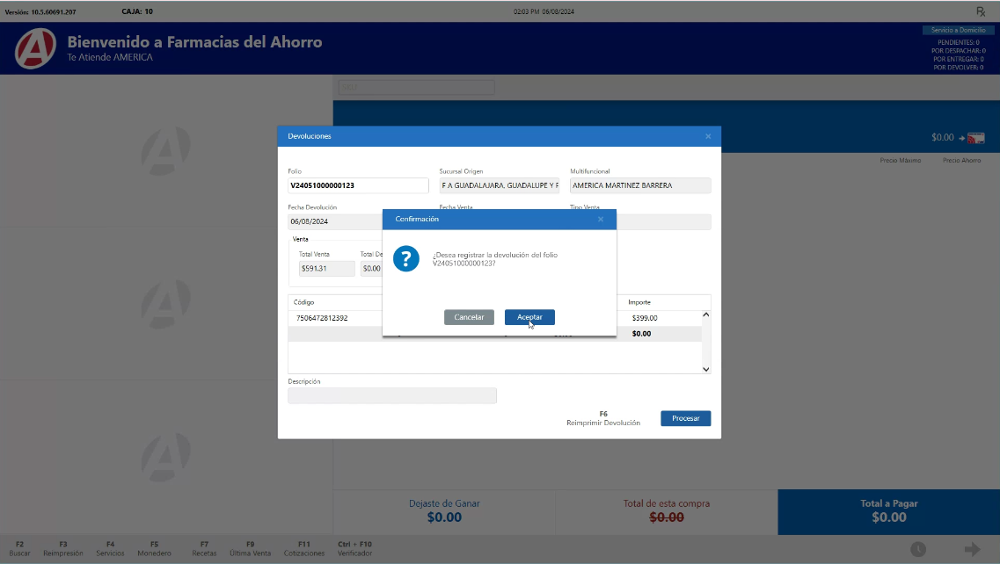 Versión: 10.5.60691.207
CAJA: 10
02:03 PM 06/08/2024
Bienvenido a Farmacias del Ahorro
Te Atiende AMERICA
Servicio a Domicilio
PENDIENTES: 0
POR DESPACHAR: 0
POR ENTREGAR: 0
POR DEVOLVER: 0
SKU
$0.00
Precio Máximo
Precio Ahorro
Devoluciones
Folio
Sucursal Origen
Multifuncional
V24051000000123
F A GUADALAJARA, GUADALUPE Y F
AMERICA MARTINEZ BARRERA
Fecha Devolución
Fecha Venta
Tipo Venta
06/08/2024
Confirmación
¿Desea registrar la devolución del folio
V24051000000123?
Cancelar
Aceptar
Venta
Total Venta
Total De
$591.31
$0.00
Código
Importe
7506472812392
$399.00
$0.00
Descripción
F6
Reimprimir Devolución
Procesar
Dejaste de Ganar
$0.00
Total de esta compra
$0.00
Total a Pagar
$0.00
F2
Buscar
F3
Reimpresión
F4
Servicios
F5
Monedero
F7
Recetas
F9
Última Venta
F11
Cotizaciones
Ctrl + F10
Verificador